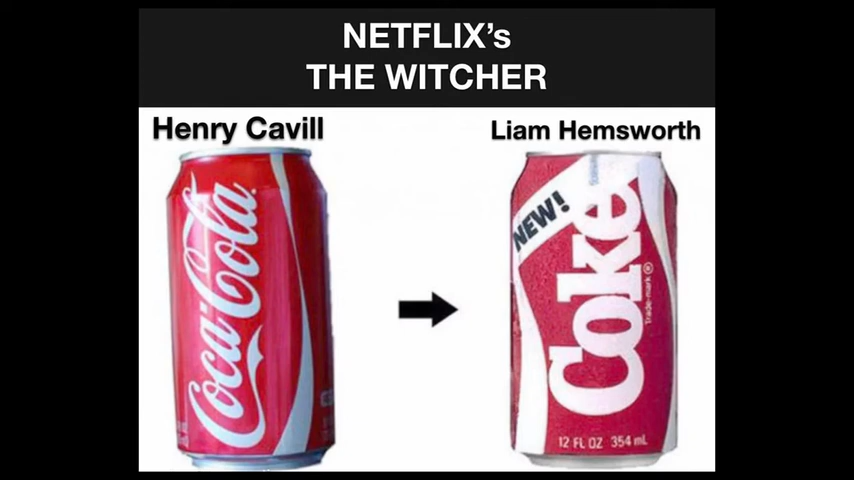 NETFLIX's
THE WITCHER
Henry Cavill
Liam Hemsworth
Coca-Cola
NEW!
Coke
Trade-mark®
12 FL OZ 354 mL